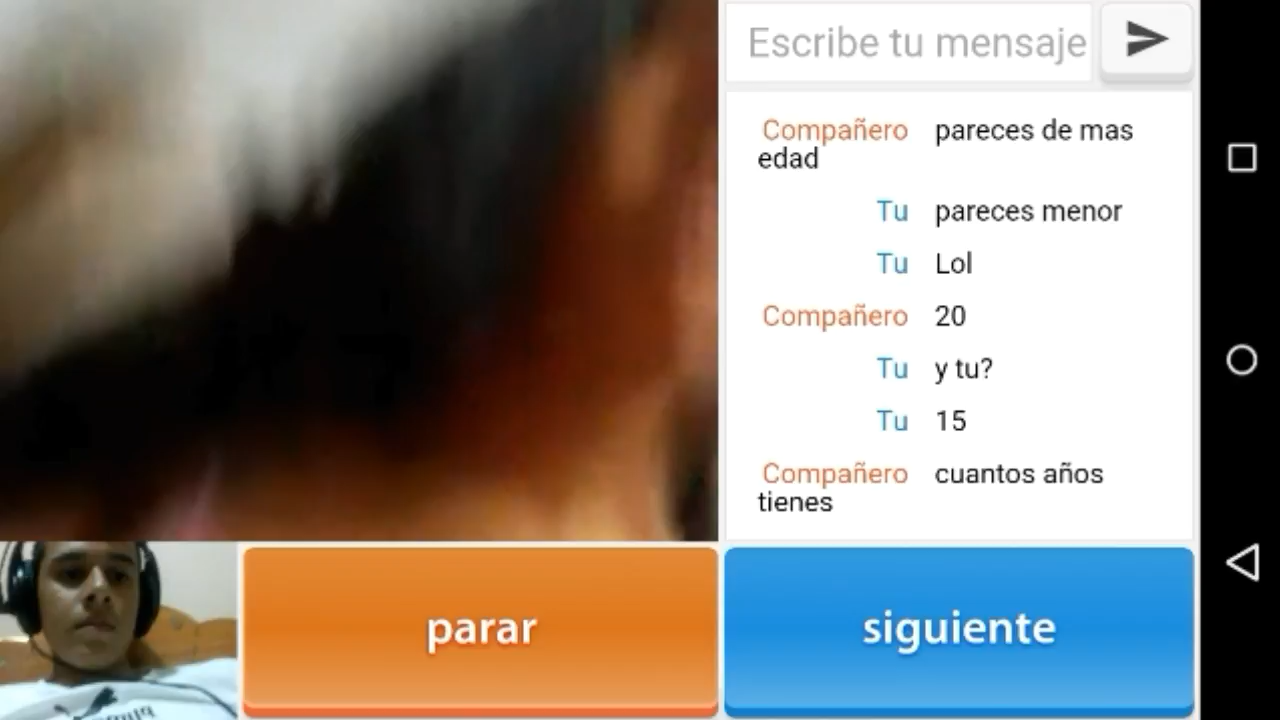 Escribe tu mensaje
Compañero pareces de mas
edad
Tu pareces menor
Tu Lol
Compañero 20
Tu y tu?
Tu 15
Compañero cuantos años
tienes
parar
siguiente